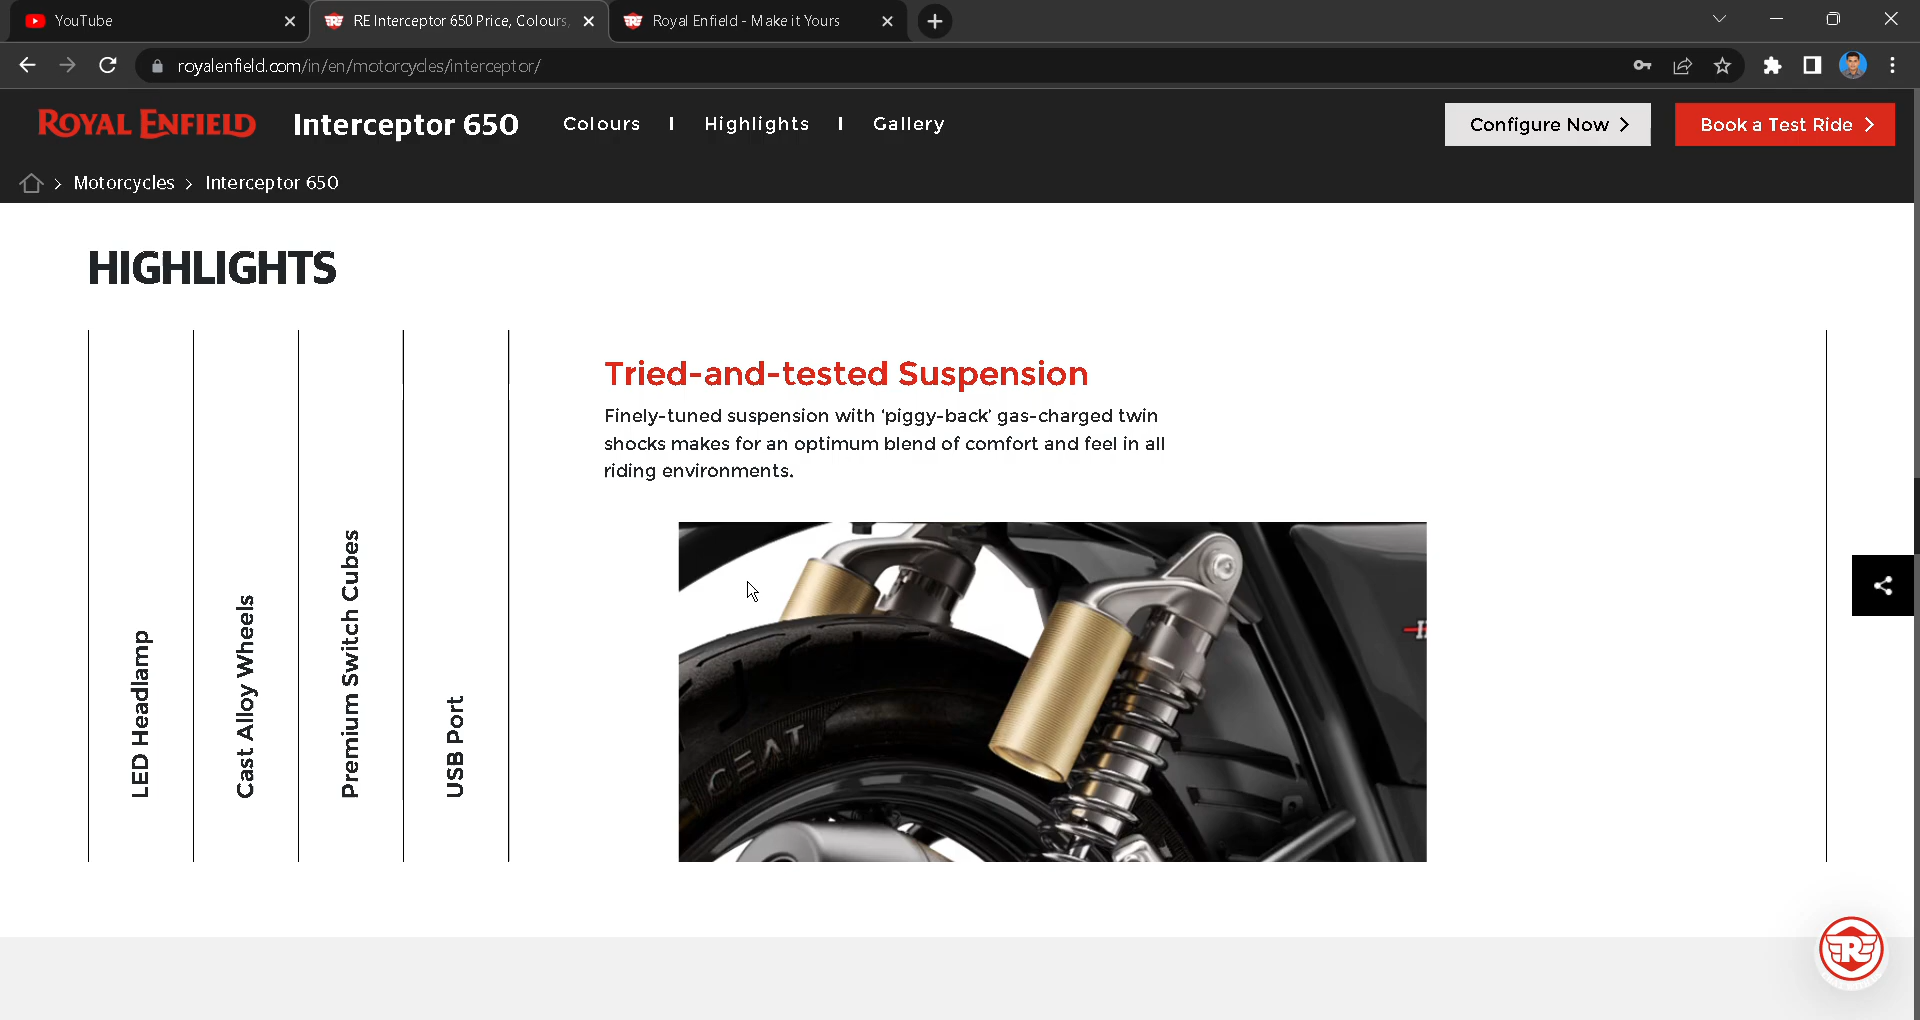 YouTube
RE Interceptor 650 Price, Colours,
Royal Enfield - Make it Yours
royalenfield.com/in/en/motorcycles/interceptor/
ROYAL ENFIELD
Interceptor 650
Colours
Highlights
Gallery
Configure Now
Book a Test Ride
Motorcycles > Interceptor 650
HIGHLIGHTS
LED Headlamp
Cast Alloy Wheels
Premium Switch Cubes
USB Port
Tried-and-tested Suspension
Finely-tuned suspension with ‘piggy-back’ gas-charged twin
shocks makes for an optimum blend of comfort and feel in all
riding environments.
CEAT
R